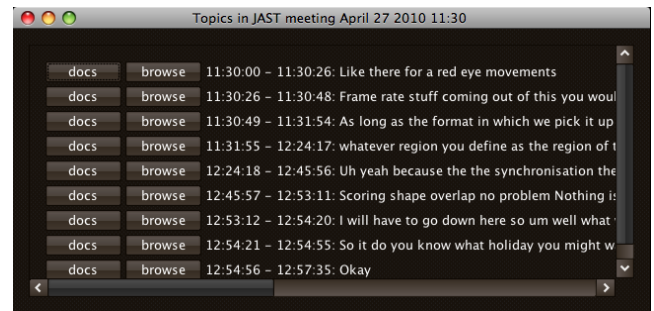 Topics in JAST meeting April 27 2010 11:30
docs browse 11:30:00 - 11:30:26: Like there for a red eye movements
docs browse 11:30:26 - 11:30:48: Frame rate stuff coming out of this you woul
docs browse 11:30:49 - 11:31:54: As long as the format in which we pick it up
docs browse 11:31:55 - 12:24:17: whatever region you define as the region of t
docs browse 12:24:18 - 12:45:56: Uh yeah because the the synchronisation the
docs browse 12:45:57 - 12:53:11: Scoring shape overlap no problem Nothing is
docs browse 12:53:12 - 12:54:20: I will have to go down here so um well what
docs browse 12:54:21 - 12:54:55: So it do you know what holiday you might w
docs browse 12:54:56 - 12:57:35: Okay